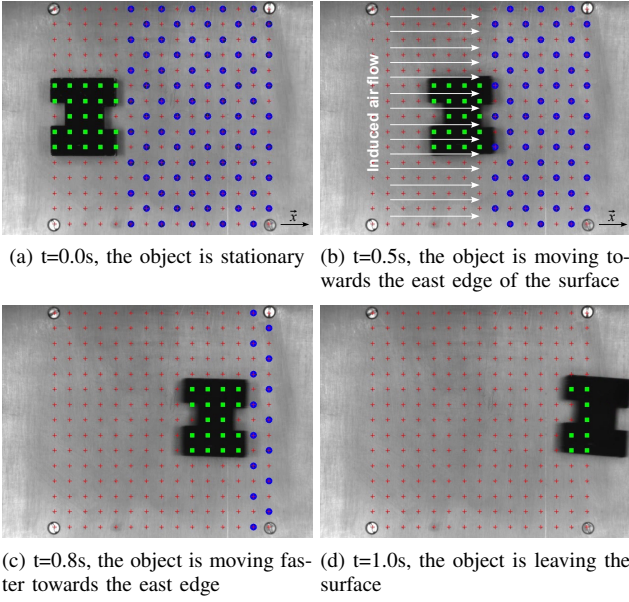 Induced air flow
x⃗
x⃗
(a) t=0.0s, the object is stationary
(b) t=0.5s, the object is moving to-
wards the east edge of the surface
(c) t=0.8s, the object is moving fas-
ter towards the east edge
(d) t=1.0s, the object is leaving the
surface